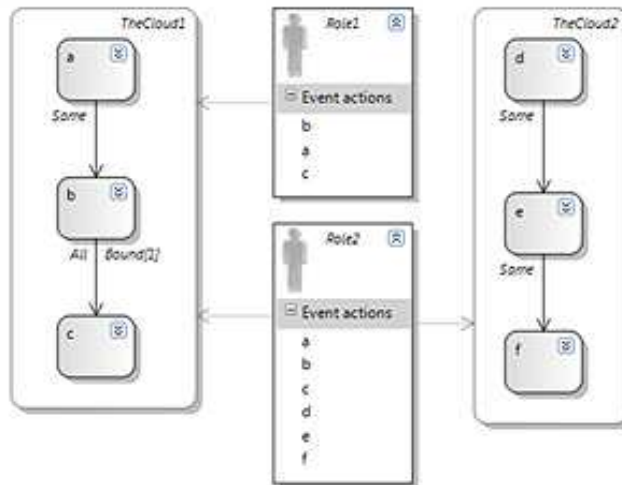 TheCloud1
a
Some
b
All Bound[1]
c
Role1
Event actions
b
a
c
Role2
Event actions
a
b
c
d
e
f
TheCloud2
d
Some
e
Some
f